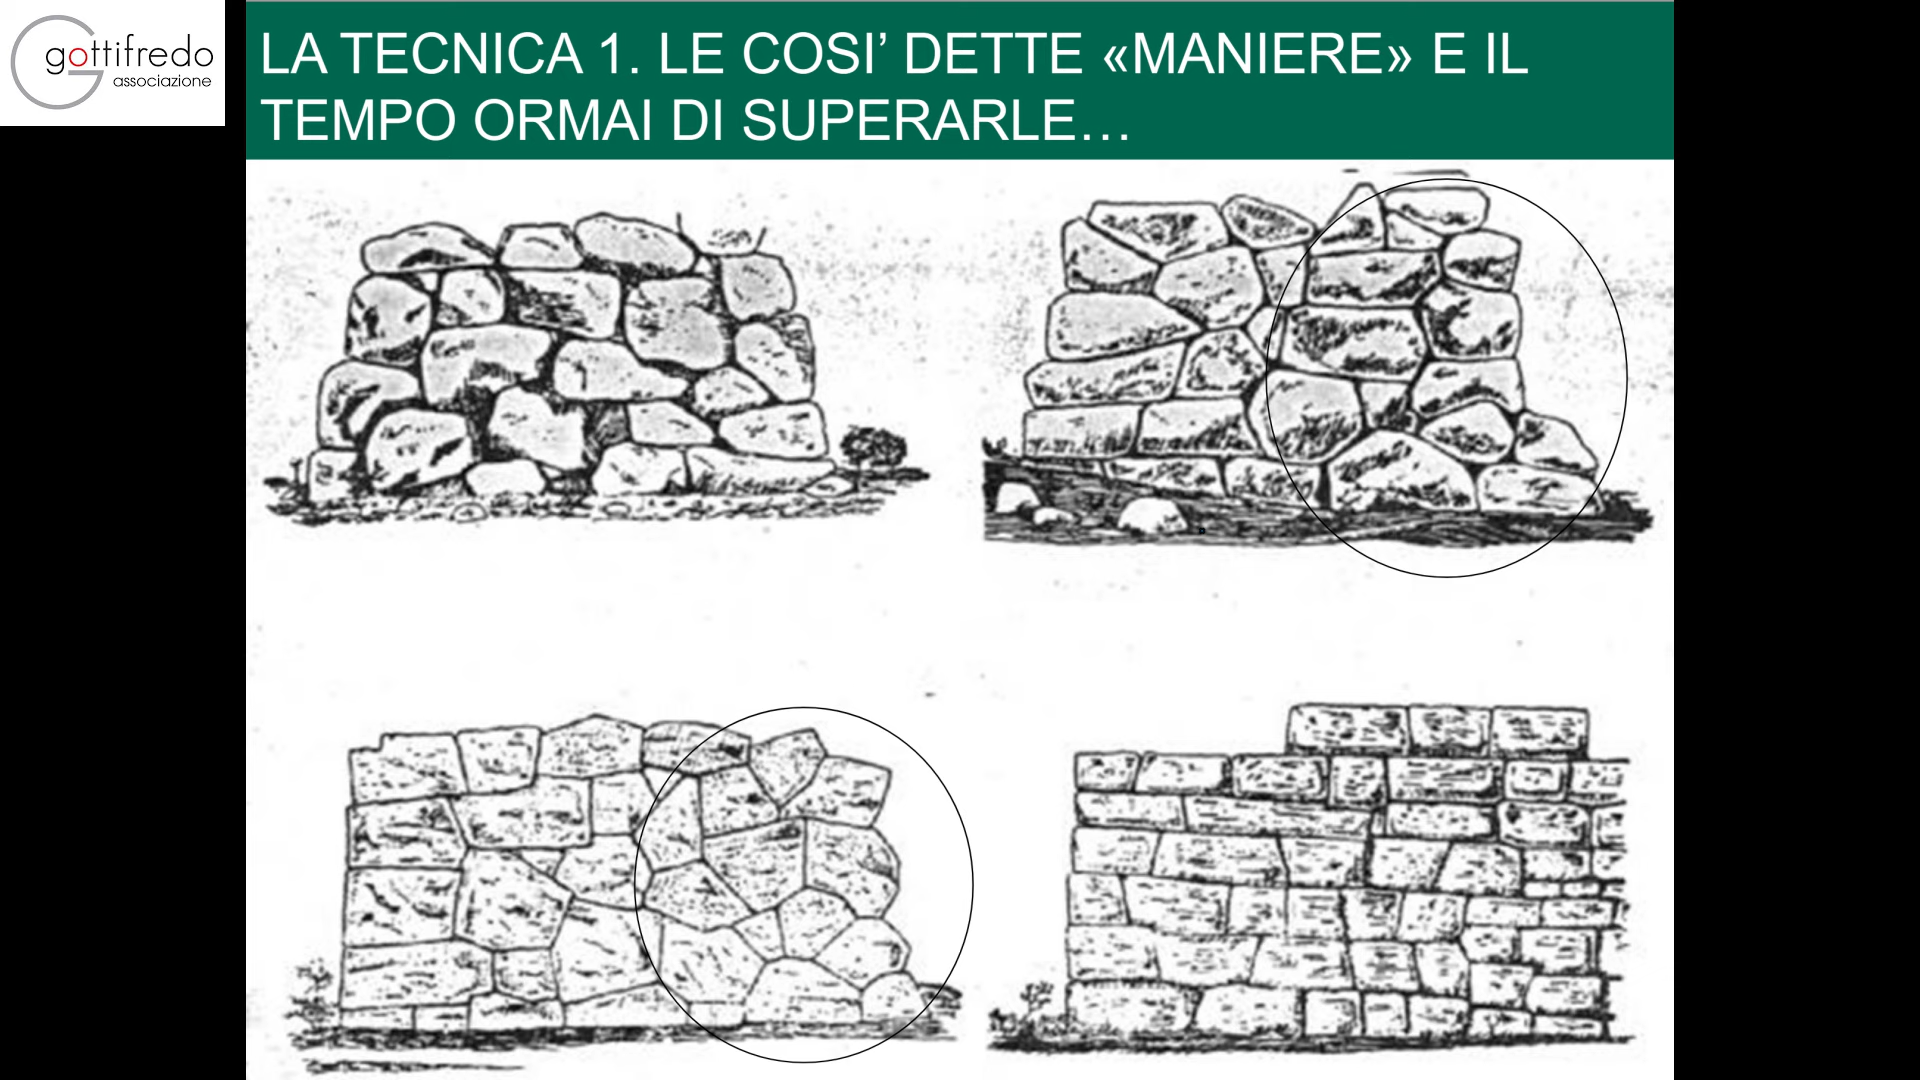 gottifredo
associazione
LA TECNICA 1. LE COSI’ DETTE «MANIERE» E IL
TEMPO ORMAI DI SUPERARLE…